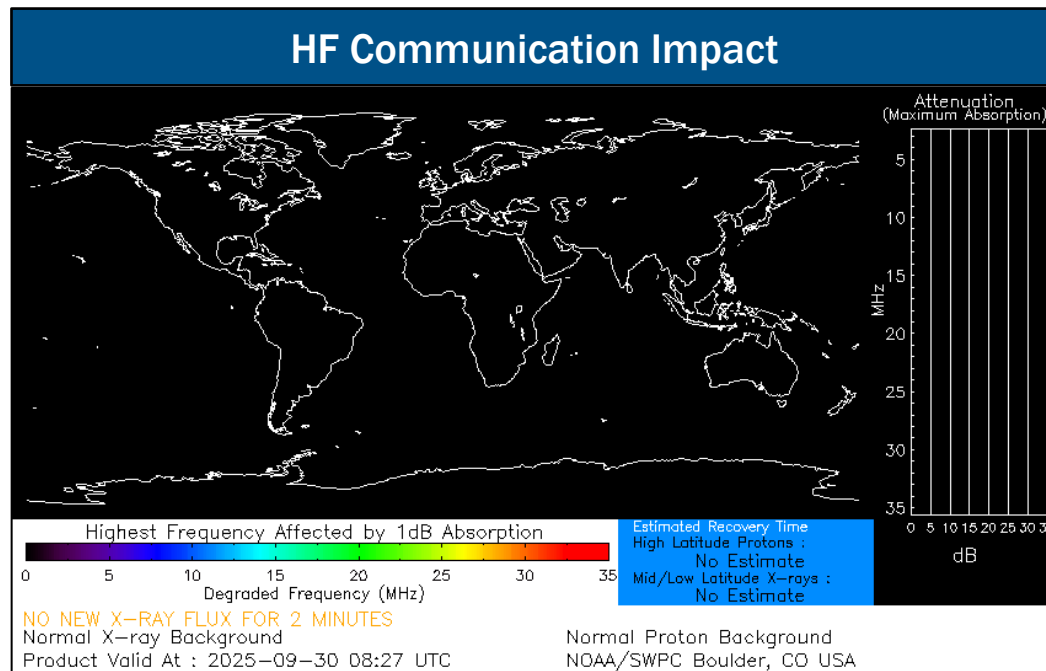 HF Communication Impact
Attenuation
(Maximum Absorption)
5
10
15
20
25
30
35
MHz
0 5 10 15 20 25 30 3
dB
Highest Frequency Affected by 1dB Absorption
0 5 10 15 20 25 30 35
Degraded Frequency (MHz)
Estimated Recovery Time
High Latitude Protons :
No Estimate
Mid/Low Latitude X-rays :
No Estimate
NO NEW X-RAY FLUX FOR 2 MINUTES
Normal X-ray Background
Normal Proton Background
Product Valid At : 2025-09-30 08:27 UTC
NOAA/SWPC Boulder, CO USA